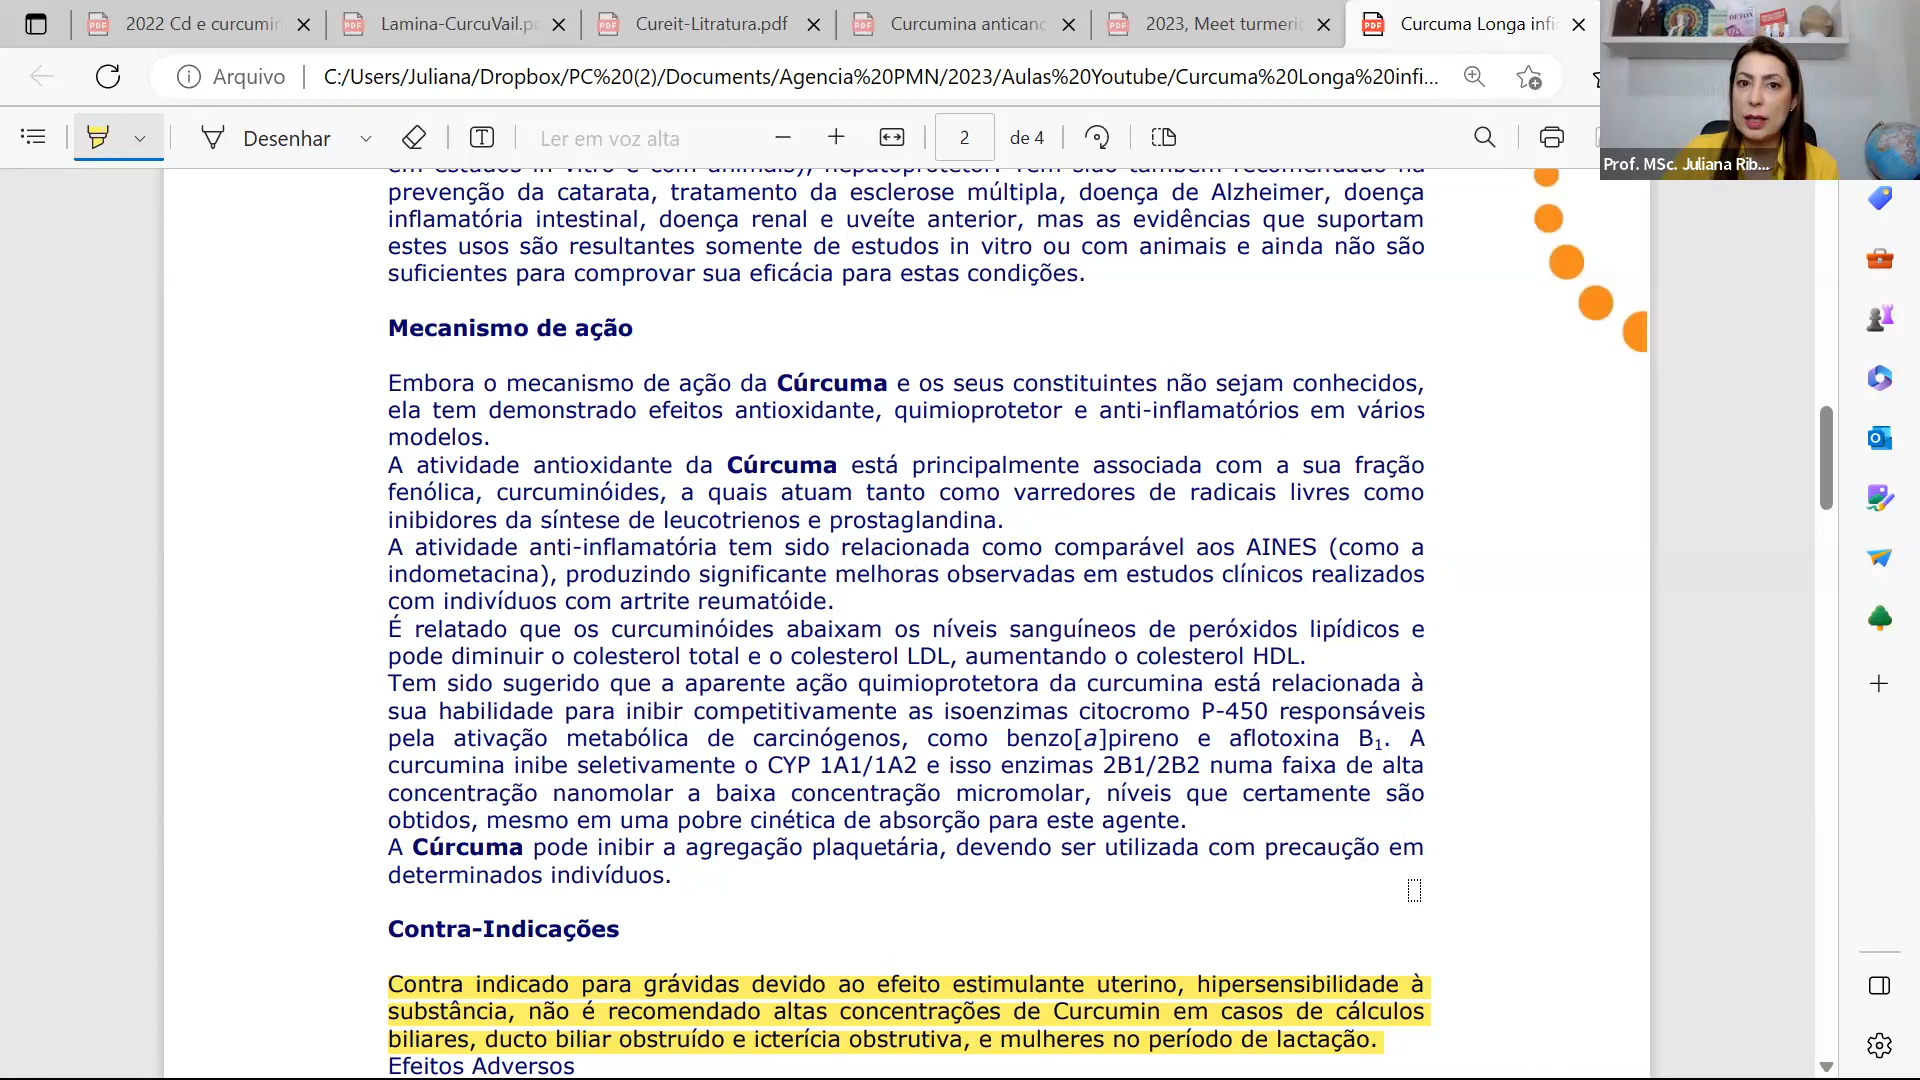 2022 Cd e curcumin
Lamina-CurcuVail.p
Cureit-Litratura.pdf
Curcumina anticanc
2023, Meet turmeric
Curcuma Longa infi
Arquivo
C:/Users/Juliana/Dropbox/PC%20(2)/Documents/Agencia%20PMN/2023/Aulas%20Youtube/Curcuma%20Longa%20infi...
Desenhar
Ler em voz alta
2
de 4
Prof. MSc. Juliana Rib...
em estudos in vitro e com animais), hepatoprotetor. Tem sido também recomendado na
prevenção da catarata, tratamento da esclerose múltipla, doença de Alzheimer, doença
inflamatória intestinal, doença renal e uveíte anterior, mas as evidências que suportam
estes usos são resultantes somente de estudos in vitro ou com animais e ainda não são
suficientes para comprovar sua eficácia para estas condições.
Mecanismo de ação
Embora o mecanismo de ação da Cúrcuma e os seus constituintes não sejam conhecidos,
ela tem demonstrado efeitos antioxidante, quimioprotetor e anti-inflamatórios em vários
modelos.
A atividade antioxidante da Cúrcuma está principalmente associada com a sua fração
fenólica, curcuminóides, a quais atuam tanto como varredores de radicais livres como
inibidores da síntese de leucotrienos e prostaglandina.
A atividade anti-inflamatória tem sido relacionada como comparável aos AINES (como a
indometacina), produzindo significante melhoras observadas em estudos clínicos realizados
com indivíduos com artrite reumatóide.
É relatado que os curcuminóides abaixam os níveis sanguíneos de peróxidos lipídicos e
pode diminuir o colesterol total e o colesterol LDL, aumentando o colesterol HDL.
Tem sido sugerido que a aparente ação quimioprotetora da curcumina está relacionada à
sua habilidade para inibir competitivamente as isoenzimas citocromo P-450 responsáveis
pela ativação metabólica de carcinógenos, como benzo[a]pireno e aflotoxina B₁. A
curcumina inibe seletivamente o CYP 1A1/1A2 e isso enzimas 2B1/2B2 numa faixa de alta
concentração nanomolar a baixa concentração micromolar, níveis que certamente são
obtidos, mesmo em uma pobre cinética de absorção para este agente.
A Cúrcuma pode inibir a agregação plaquetária, devendo ser utilizada com precaução em
determinados indivíduos.
Contra-Indicações
Contra indicado para grávidas devido ao efeito estimulante uterino, hipersensibilidade à
substância, não é recomendado altas concentrações de Curcumin em casos de cálculos
biliares, ducto biliar obstruído e icterícia obstrutiva, e mulheres no período de lactação.
Efeitos Adversos